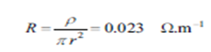 R = ρ / πr² = 0.023 Ω.m⁻¹